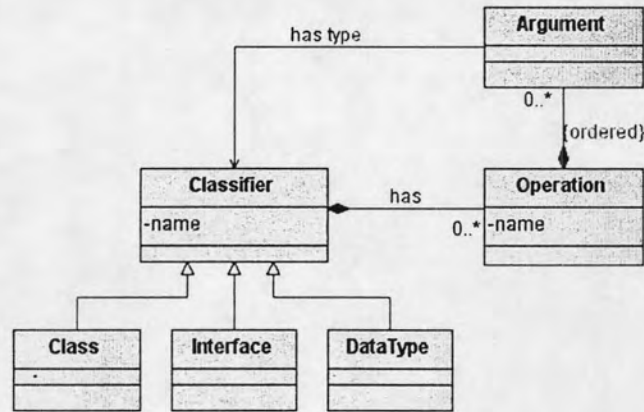 Argument
has type
0..*
{ordered}
Classifier
-name
has
0..*
Operation
-name
Class
Interface
DataType